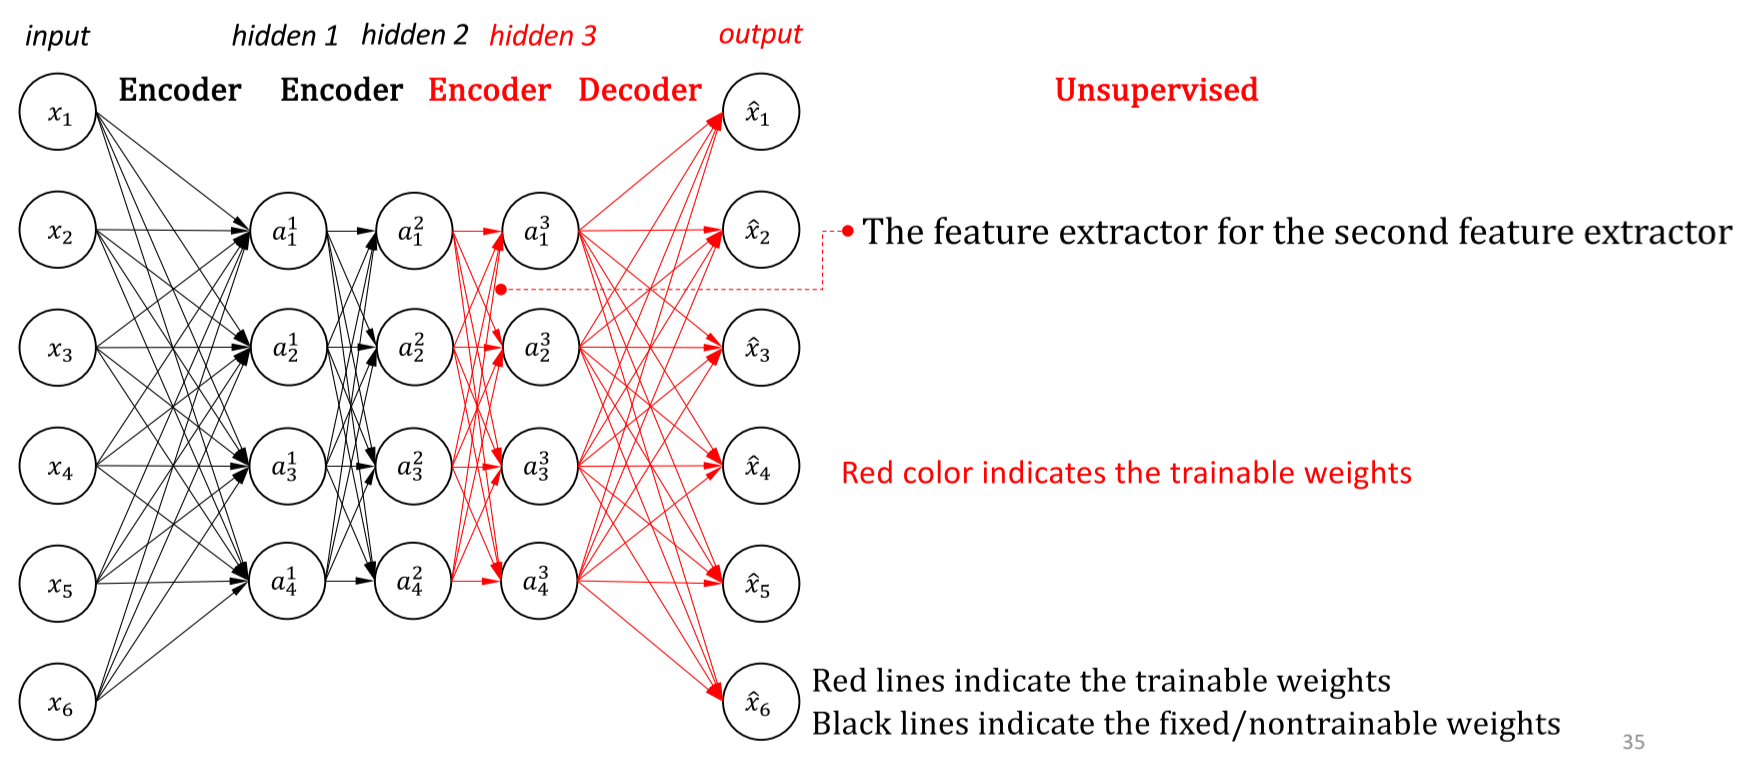 input hidden 1 hidden 2 hidden 3 output
Encoder Encoder Encoder Decoder Unsupervised
x₁ x̂₁
x₂ a₁¹ a₁² a₁³ x̂₂ The feature extractor for the second feature extractor
x₃ a₂¹ a₂² a₂³ x̂₃
x₄ a₃¹ a₃² a₃³ x̂₄ Red color indicates the trainable weights
x₅ a₄¹ a₄² a₄³ x̂₅
x₆ x̂₆
Red lines indicate the trainable weights
Black lines indicate the fixed/nontrainable weights
35